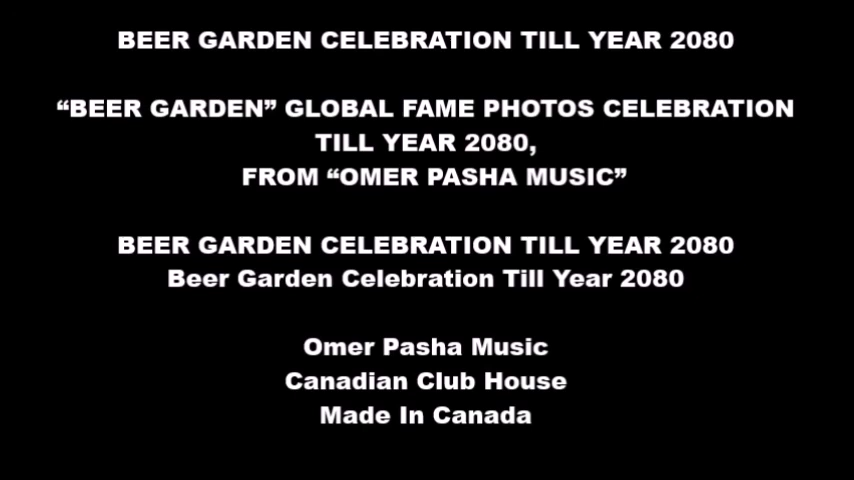 BEER GARDEN CELEBRATION TILL YEAR 2080
“BEER GARDEN” GLOBAL FAME PHOTOS CELEBRATION
TILL YEAR 2080,
FROM “OMER PASHA MUSIC”
BEER GARDEN CELEBRATION TILL YEAR 2080
Beer Garden Celebration Till Year 2080
Omer Pasha Music
Canadian Club House
Made In Canada